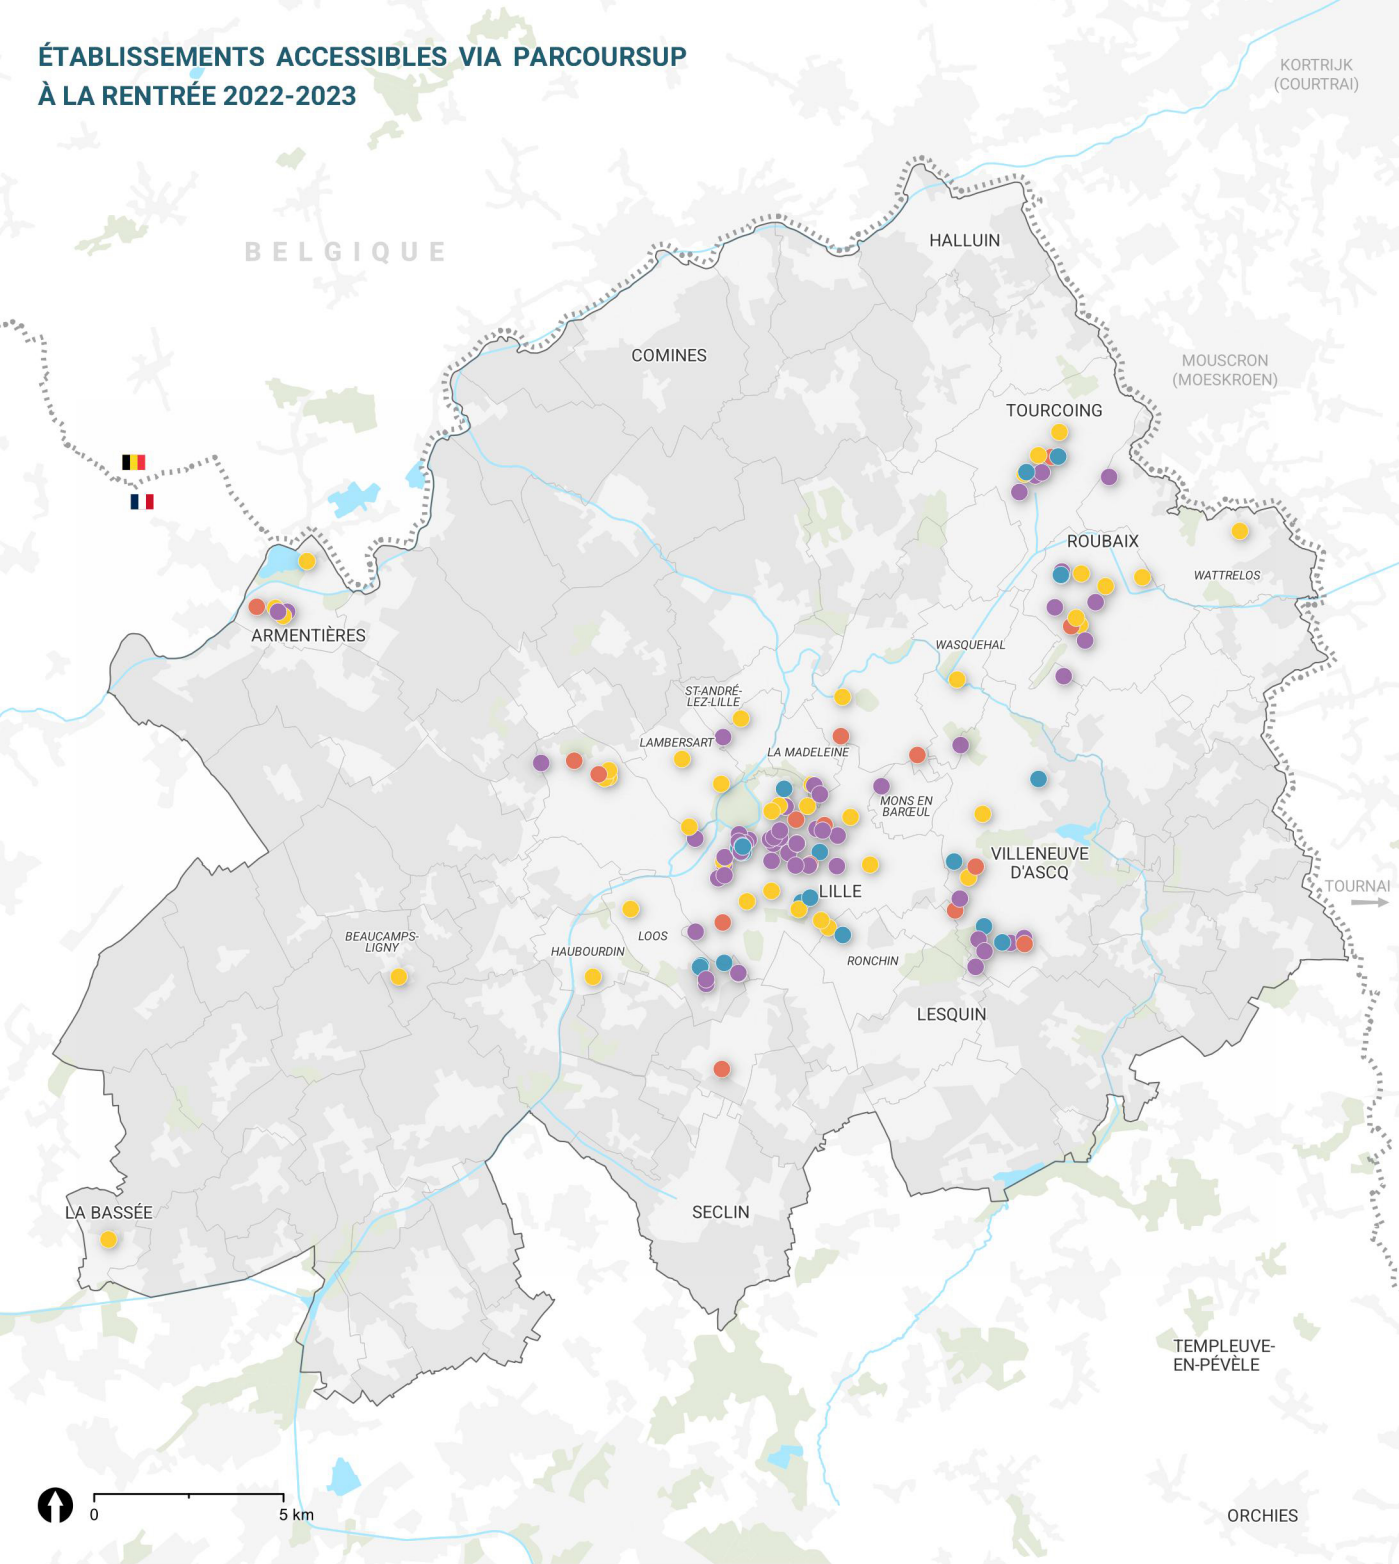 ÉTABLISSEMENTS ACCESSIBLES VIA PARCOURSUP
À LA RENTRÉE 2022-2023
KORTRIJK
(COURTRAI)
BELGIQUE
HALLUIN
COMINES
MOUSCRON
(MOESKROEN)
TOURCOING
ROUBAIX
WATTRELOS
ARMENTIÈRES
WASQUEHAL
ST-ANDRÉ-
LEZ-LILLE
LAMBERSART
LA MADELEINE
MONS EN
BARŒUL
VILLENEUVE
D'ASCQ
LILLE
TOURNAI
BEAUCAMPS-
LIGNY
LOOS
HAUBOURDIN
RONCHIN
LESQUIN
LA BASSÉE
SECLIN
TEMPLEUVE-
EN-PÉVÈLE
0
5 km
ORCHIES